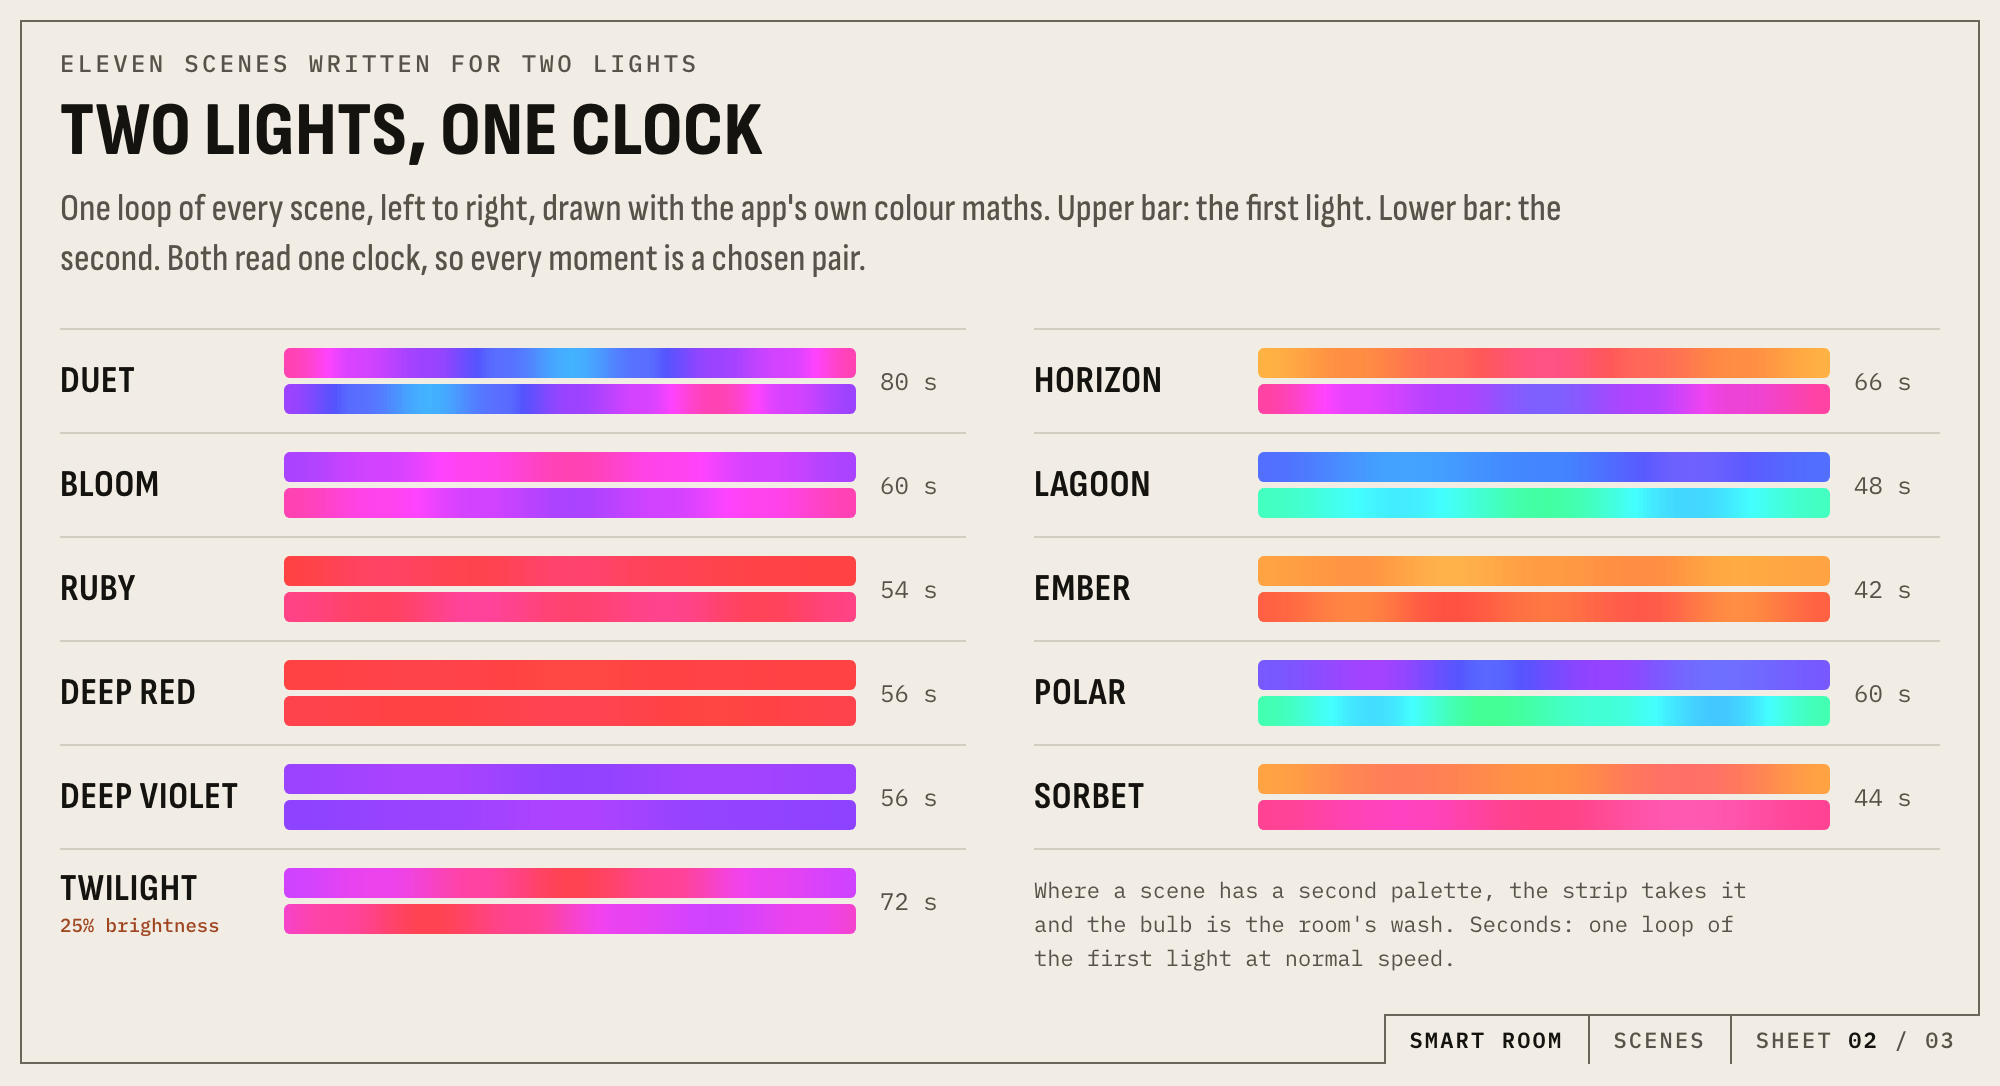 ELEVEN SCENES WRITTEN FOR TWO LIGHTS
TWO LIGHTS, ONE CLOCK
One loop of every scene, left to right, drawn with the app's own colour maths. Upper bar: the first light. Lower bar: the
second. Both read one clock, so every moment is a chosen pair.
DUET 80 s
BLOOM 60 s
RUBY 54 s
DEEP RED 56 s
DEEP VIOLET 56 s
TWILIGHT 72 s
25% brightness
HORIZON 66 s
LAGOON 48 s
EMBER 42 s
POLAR 60 s
SORBET 44 s
Where a scene has a second palette, the strip takes it
and the bulb is the room's wash. Seconds: one loop of
the first light at normal speed.
SMART ROOM SCENES SHEET 02 / 03